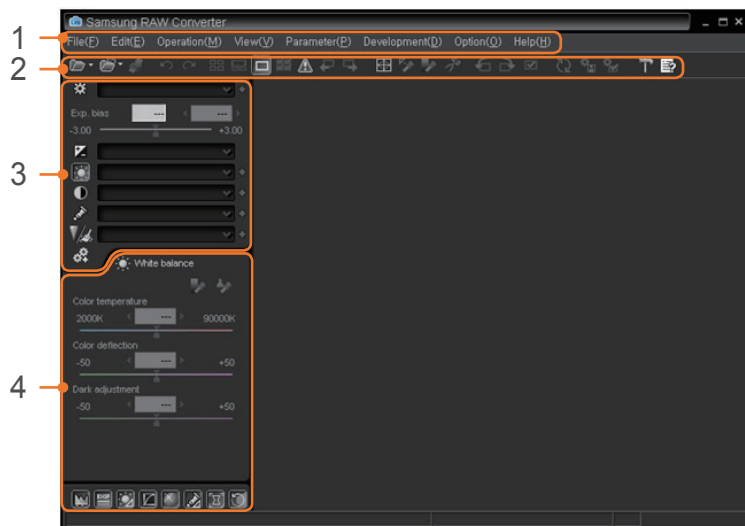 Samsung RAW Converter
1
File(F) Edit(E) Operation(M) View(V) Parameter(P) Development(D) Option(O) Help(H)
2
Exp. bias --- ---
-3.00 +3.00
3
White balance
Color temperature
2000K --- 90000K
Color deflection
-50 --- +50
4
Dark adjustment
-50 --- +50
EXIF